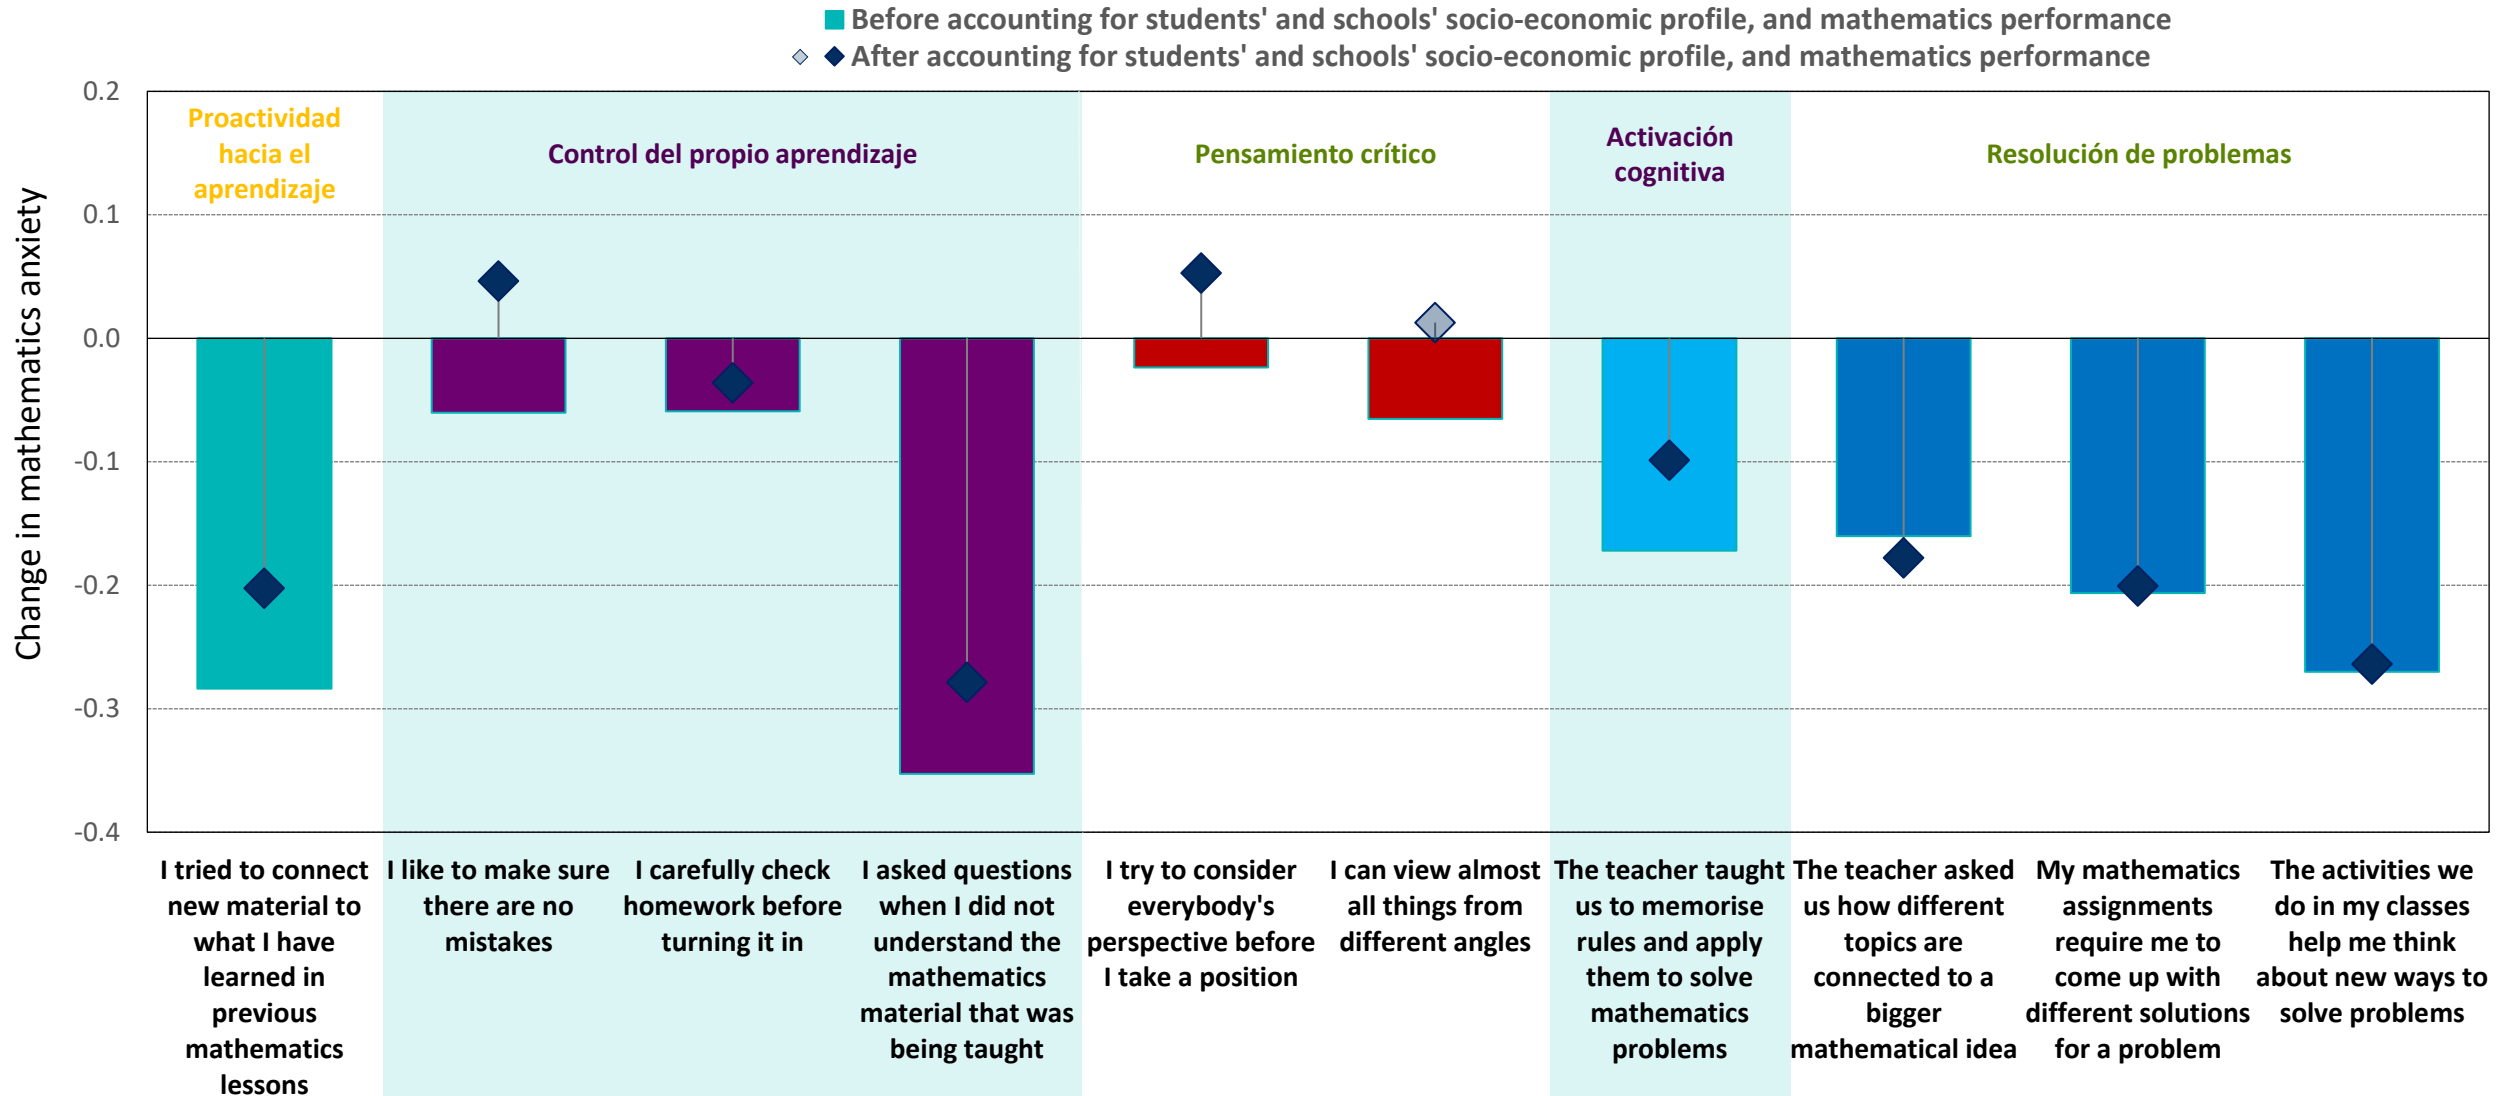 Before accounting for students' and schools' socio-economic profile, and mathematics performance
After accounting for students' and schools' socio-economic profile, and mathematics performance
Change in mathematics anxiety
0.2
0.1
0.0
-0.1
-0.2
-0.3
-0.4
Proactividad
hacia el
aprendizaje
Control del propio aprendizaje
Pensamiento crítico
Activación
cognitiva
Resolución de problemas
I tried to connect
new material to
what I have
learned in
previous
mathematics
lessons
I like to make sure
there are no
mistakes
I carefully check
homework before
turning it in
I asked questions
when I did not
understand the
mathematics
material that was
being taught
I try to consider
everybody's
perspective before
I take a position
I can view almost
all things from
different angles
The teacher taught
us to memorise
rules and apply
them to solve
mathematics
problems
The teacher asked
us how different
topics are
connected to a
bigger
mathematical idea
My mathematics
assignments
require me to
come up with
different solutions
for a problem
The activities we
do in my classes
help me think
about new ways to
solve problems